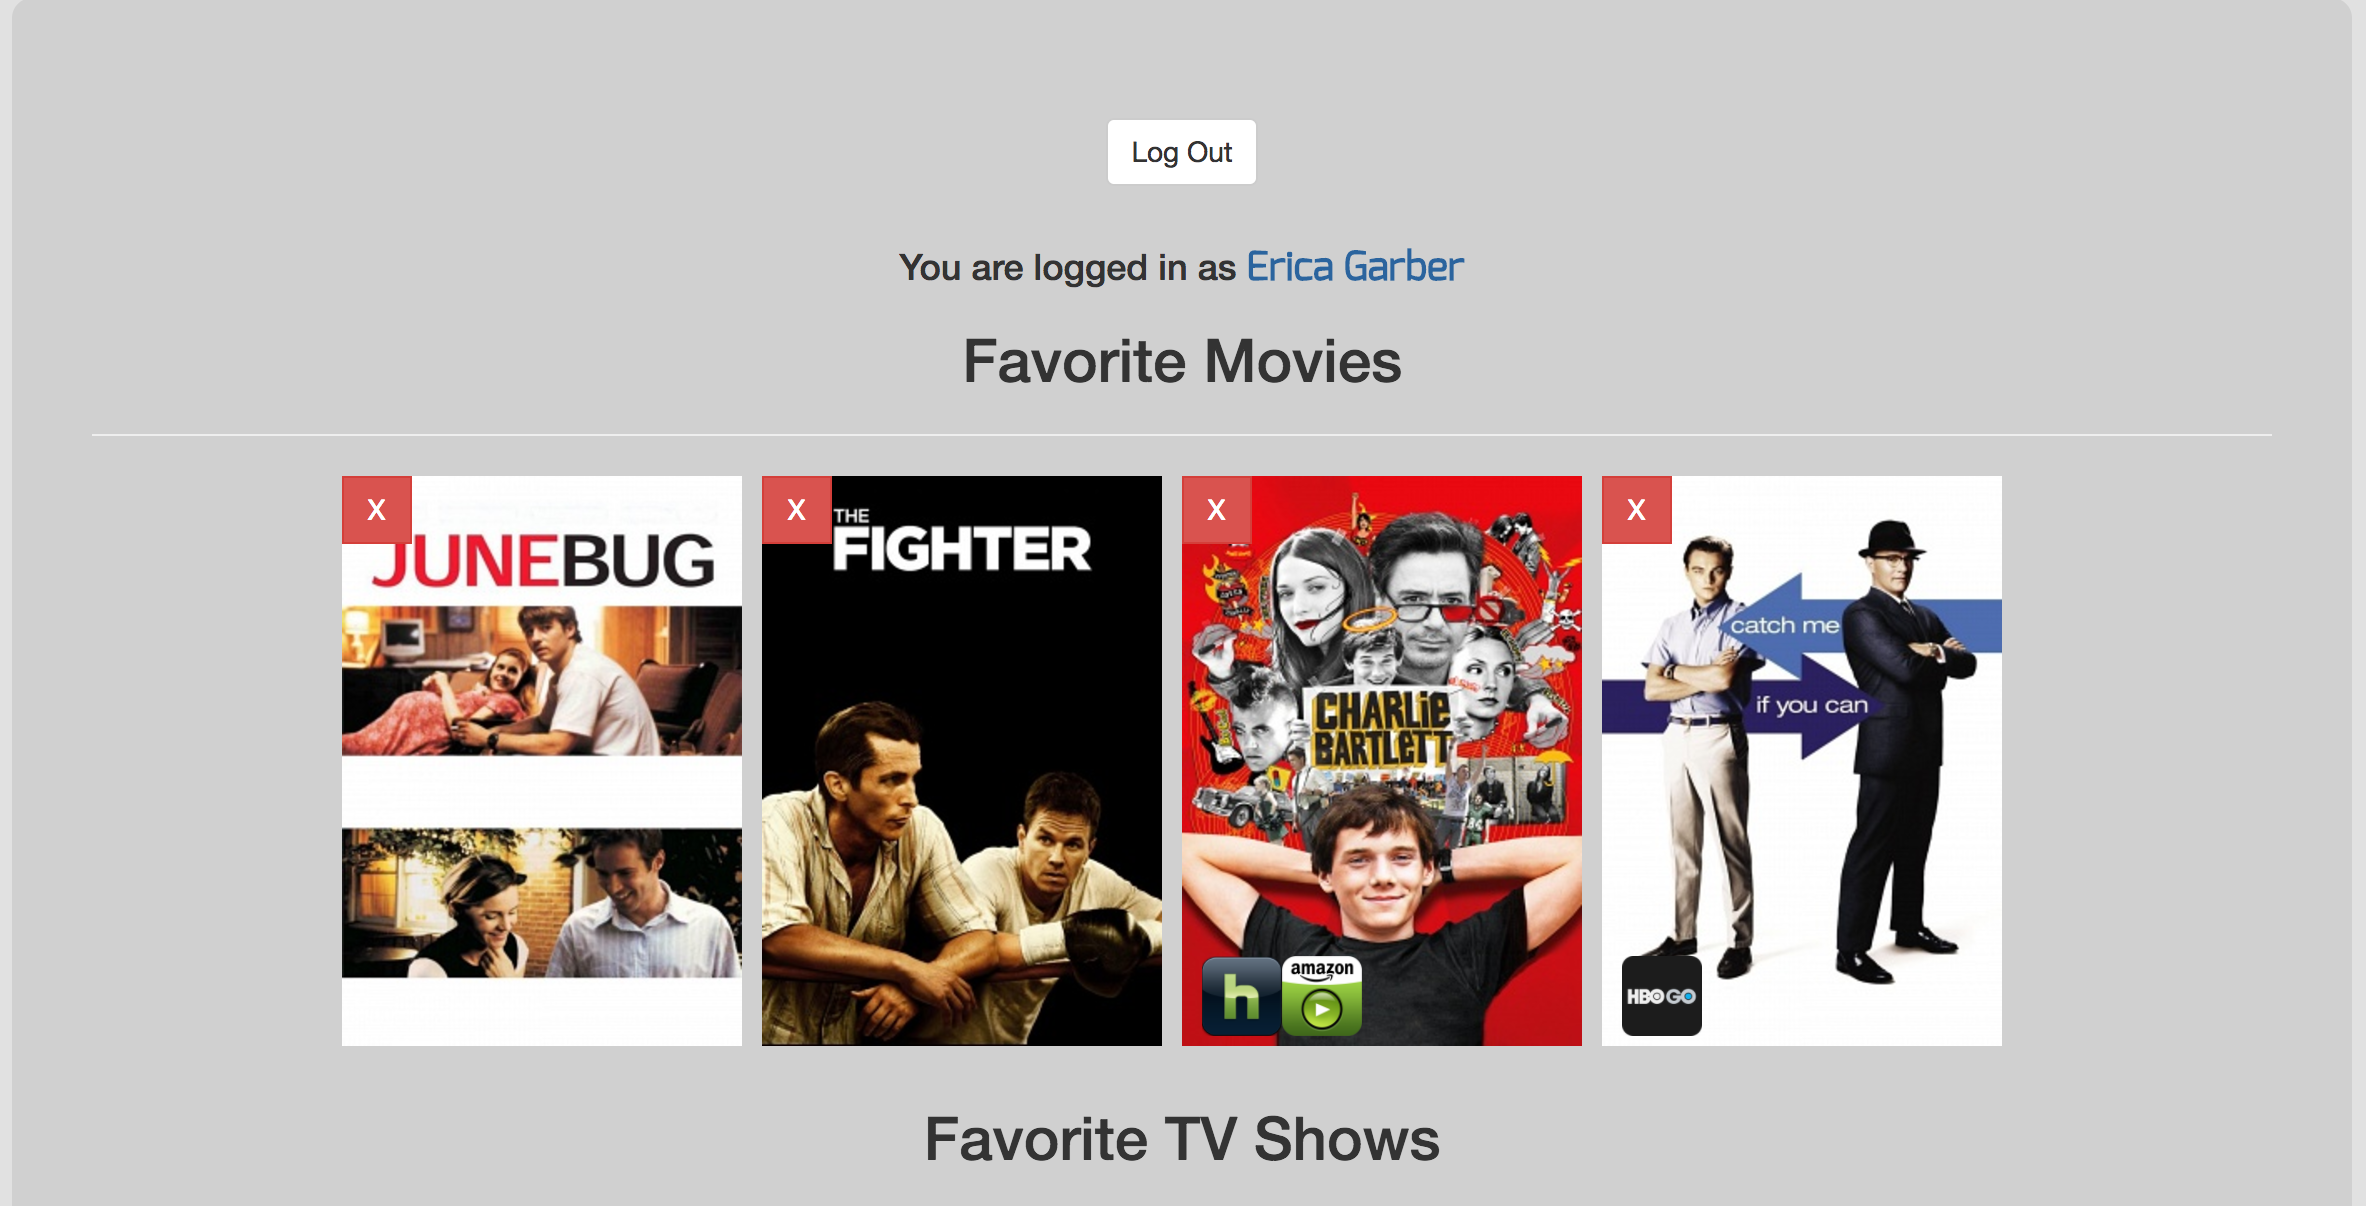 Log Out
You are logged in as Erica Garber
Favorite Movies
X
JUNEBUG
X
THE
FIGHTER
X
CHARLiE
BARTLETT
h
amazon
X
catch me
if you can
HBO GO
Favorite TV Shows